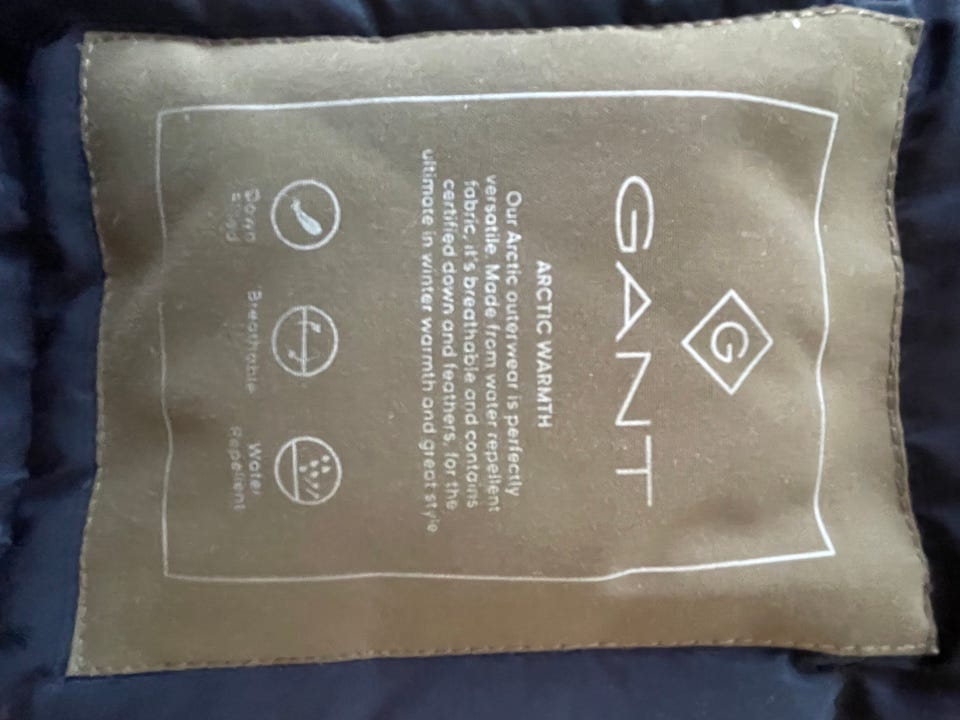 G
GANT
ARCTIC WARMTH
Our Arctic outerwear is perfectly
versatile. Made from water repellent
fabric, it's breathable and contains
certified down and feathers, for the
ultimate in winter warmth and great style
Down
Breathable
Water
Repellent